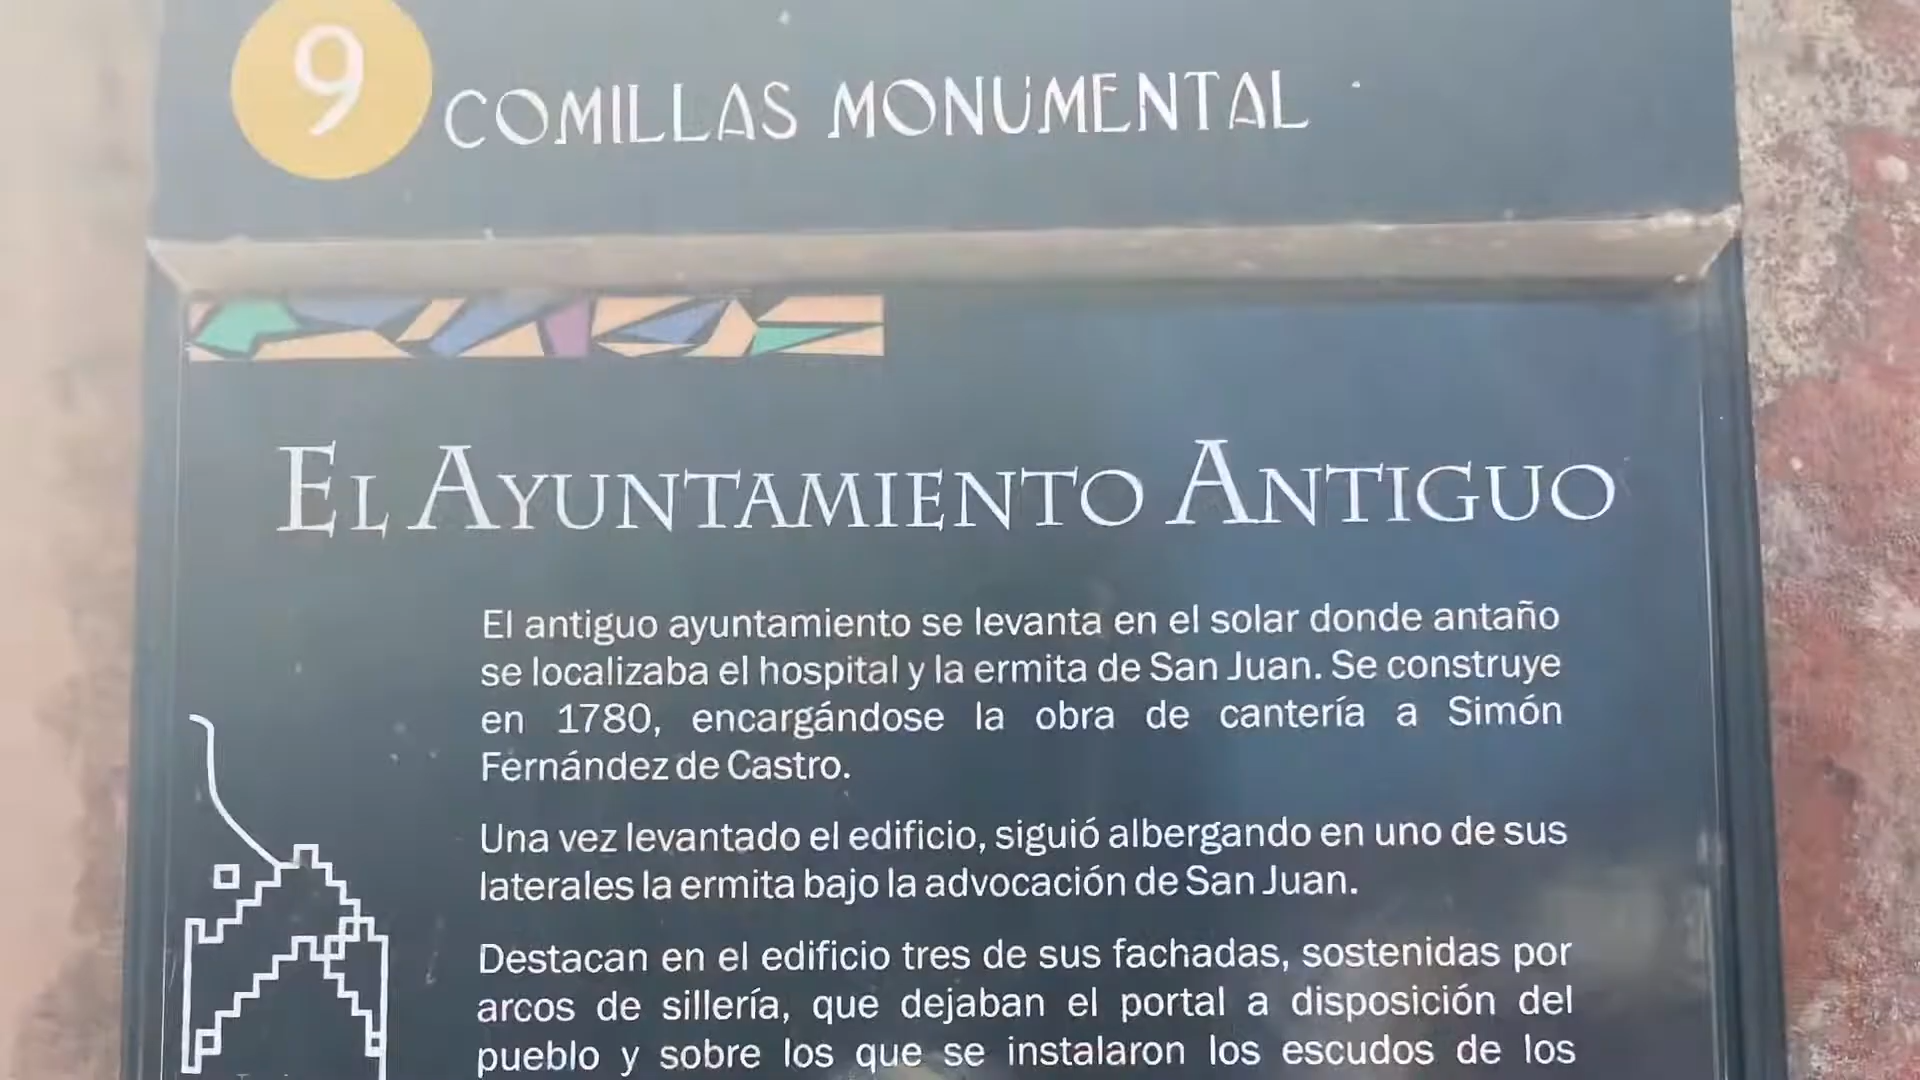 9
COMILLAS MONUMENTAL
EL AYUNTAMIENTO ANTIGUO
El antiguo ayuntamiento se levanta en el solar donde antaño
se localizaba el hospital y la ermita de San Juan. Se construye
en 1780, encargándose la obra de cantería a Simón
Fernández de Castro.
Una vez levantado el edificio, siguió albergando en uno de sus
laterales la ermita bajo la advocación de San Juan.
Destacan en el edificio tres de sus fachadas, sostenidas por
arcos de sillería, que dejaban el portal a disposición del
pueblo y sobre los que se instalaron los escudos de los